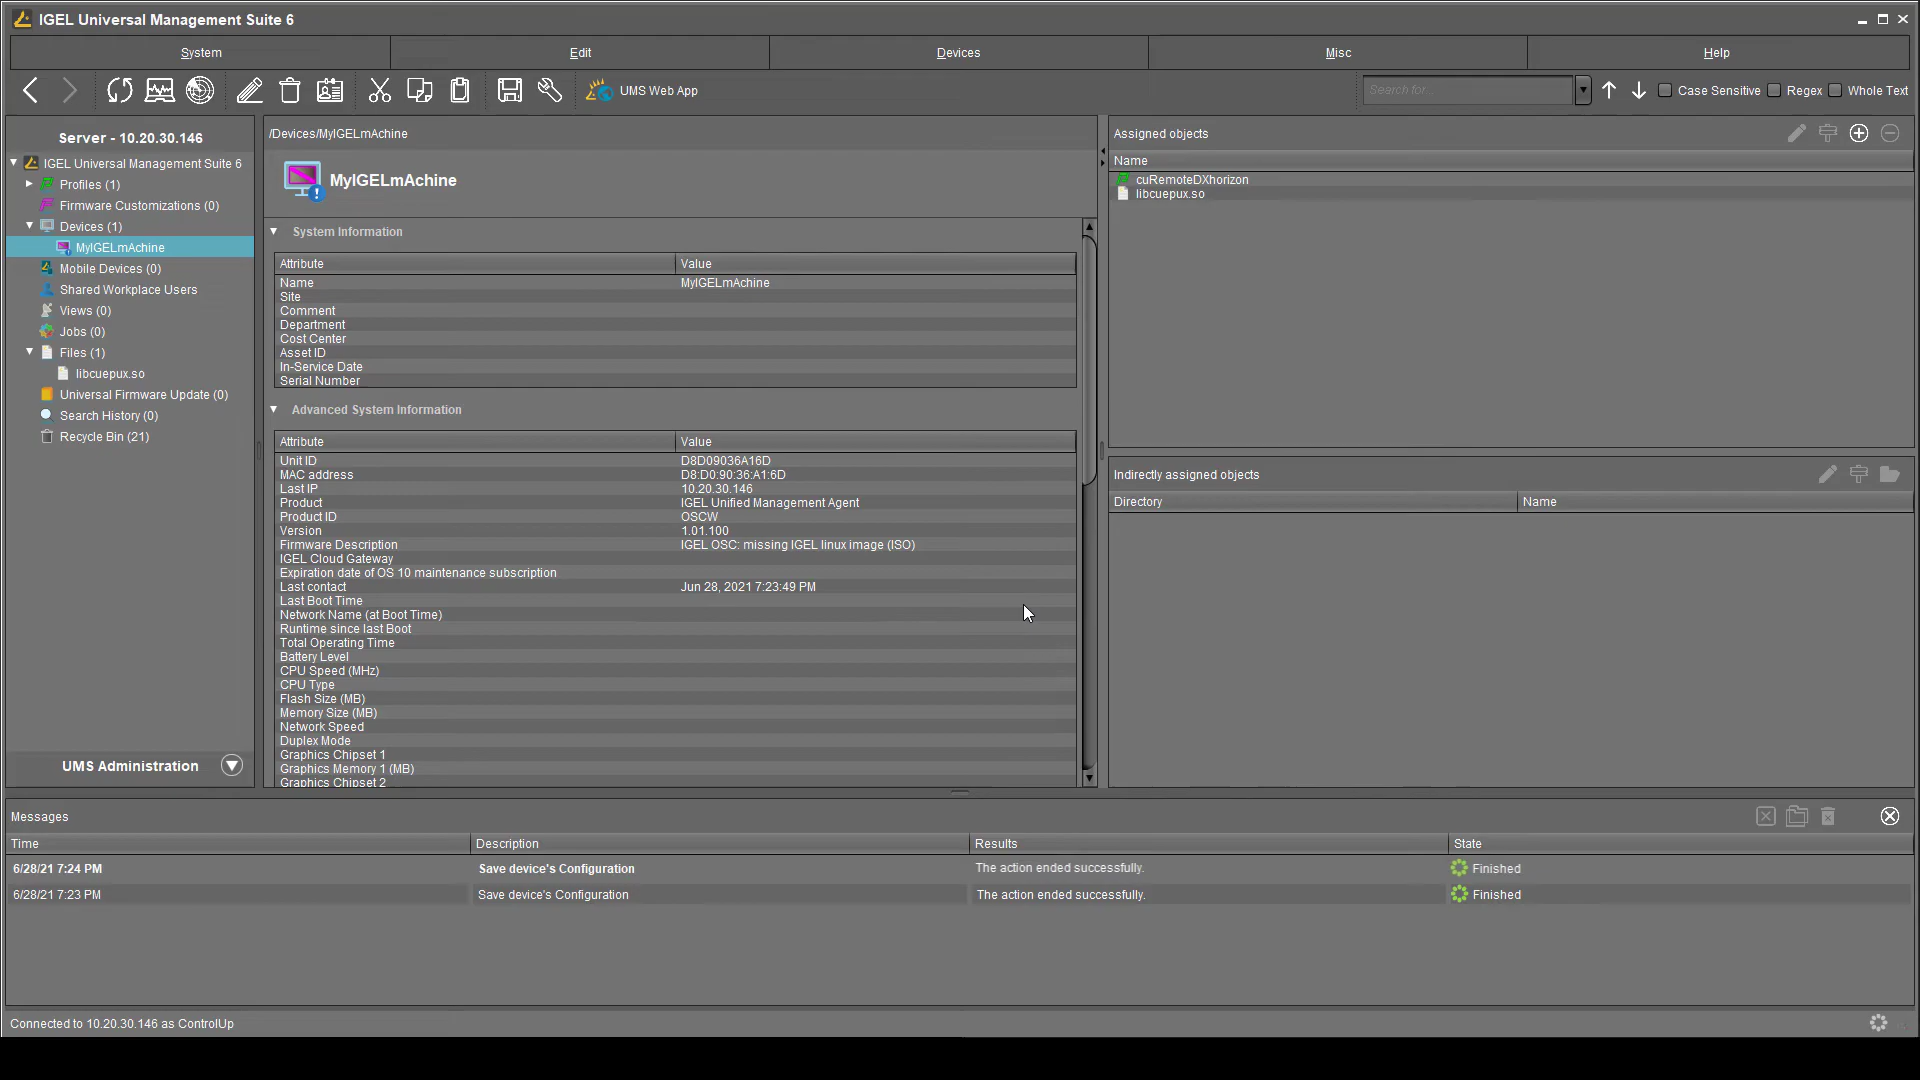 IGEL Universal Management Suite 6
System Edit Devices Misc Help
UMS Web App
Search for...
Case Sensitive Regex Whole Text
Server - 10.20.30.146
IGEL Universal Management Suite 6
Profiles (1)
Firmware Customizations (0)
Devices (1)
MyIGELmAchine
Mobile Devices (0)
Shared Workplace Users
Views (0)
Jobs (0)
Files (1)
libcuepux.so
Universal Firmware Update (0)
Search History (0)
Recycle Bin (21)
UMS Administration
/Devices/MyIGELmAchine
MyIGELmAchine
System Information
Attribute Value
Name MyIGELmAchine
Site
Comment
Department
Cost Center
Asset ID
In-Service Date
Serial Number
Advanced System Information
Attribute Value
Unit ID D8D09036A16D
MAC address D8:D0:90:36:A1:6D
Last IP 10.20.30.146
Product IGEL Unified Management Agent
Product ID OSCW
Version 1.01.100
Firmware Description IGEL OSC: missing IGEL linux image (ISO)
IGEL Cloud Gateway
Expiration date of OS 10 maintenance subscription
Last contact Jun 28, 2021 7:23:49 PM
Last Boot Time
Network Name (at Boot Time)
Runtime since last Boot
Total Operating Time
Battery Level
CPU Speed (MHz)
CPU Type
Flash Size (MB)
Memory Size (MB)
Network Speed
Duplex Mode
Graphics Chipset 1
Graphics Memory 1 (MB)
Graphics Chipset 2
Assigned objects
Name
cuRemoteDXhorizon
libcuepux.so
Indirectly assigned objects
Directory Name
Messages
Time Description Results State
6/28/21 7:24 PM Save device's Configuration The action ended successfully. Finished
6/28/21 7:23 PM Save device's Configuration The action ended successfully. Finished
Connected to 10.20.30.146 as ControlUp